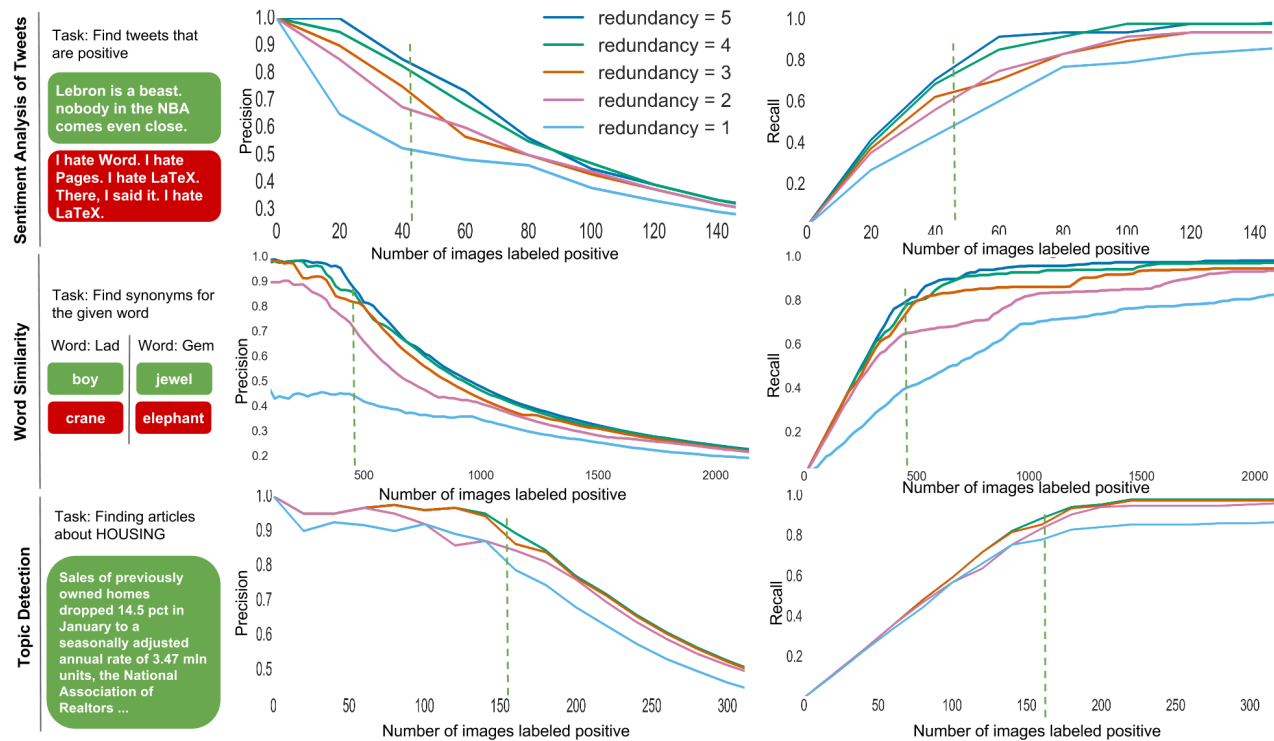 Sentiment Analysis of Tweets
Task: Find tweets that
are positive
Lebron is a beast.
nobody in the NBA
comes even close.
I hate Word. I hate
Pages. I hate LaTeX.
There, I said it. I hate
LaTeX.
Precision
1.0
0.9
0.8
0.7
0.6
0.5
0.4
0.3
0 20 40 60 80 100 120 140
Number of images labeled positive
redundancy = 5
redundancy = 4
redundancy = 3
redundancy = 2
redundancy = 1
Recall
1.0
0.8
0.6
0.4
0.2
0 20 40 60 80 100 120 140
Number of images labeled positive
Word Similarity
Task: Find synonyms for
the given word
Word: Lad
Word: Gem
boy
jewel
crane
elephant
Precision
1.0
0.9
0.8
0.7
0.6
0.5
0.4
0.3
0.2
500 1000 1500 2000
Number of images labeled positive
Recall
1.0
0.8
0.6
0.4
0.2
0 500 1000 1500 2000
Number of images labeled positive
Topic Detection
Task: Finding articles
about HOUSING
Sales of previously
owned homes
dropped 14.5 pct in
January to a
seasonally adjusted
annual rate of 3.47 mln
units, the National
Association of
Realtors ...
Precision
1.0
0.9
0.8
0.7
0.6
0.5
0 50 100 150 200 250 300
Number of images labeled positive
Recall
1.0
0.8
0.6
0.4
0.2
0 50 100 150 200 250 300
Number of images labeled positive